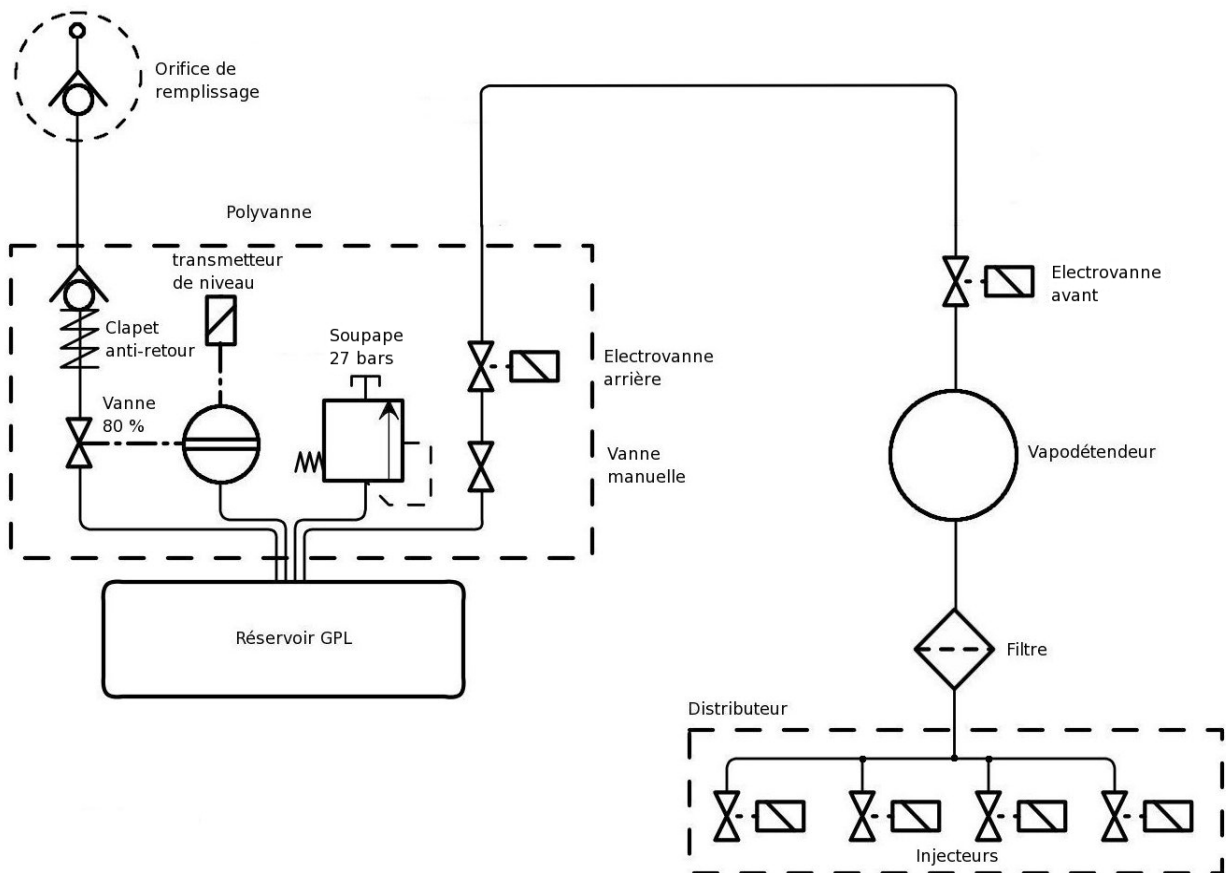 Orifice de
remplissage
Polyvanne
transmetteur
de niveau
Clapet
anti-retour
Soupape
27 bars
Vanne
80 %
Electrovanne
arrière
Vanne
manuelle
Réservoir GPL
Electrovanne
avant
Vapodétendeur
Filtre
Distributeur
Injecteurs